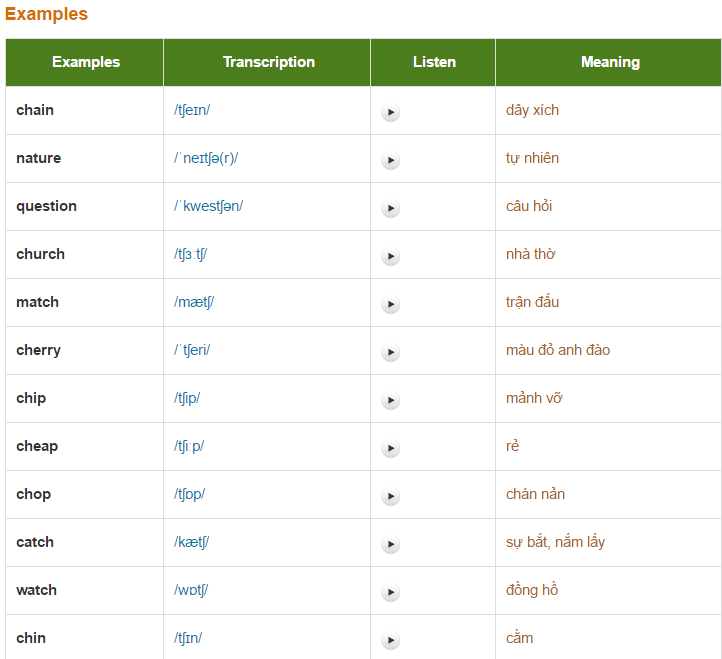 Examples
Examples Transcription Listen Meaning
chain /tʃeɪn/ dây xích
nature /ˈneɪtʃə(r)/ tự nhiên
question /ˈkwestʃən/ câu hỏi
church /tʃɜːtʃ/ nhà thờ
match /mætʃ/ trận đấu
cherry /ˈtʃeri/ màu đỏ anh đào
chip /tʃip/ mảnh vỡ
cheap /tʃiːp/ rẻ
chop /tʃɒp/ chán nản
catch /kætʃ/ sự bắt, nắm lấy
watch /wɒtʃ/ đồng hồ
chin /tʃɪn/ cằm